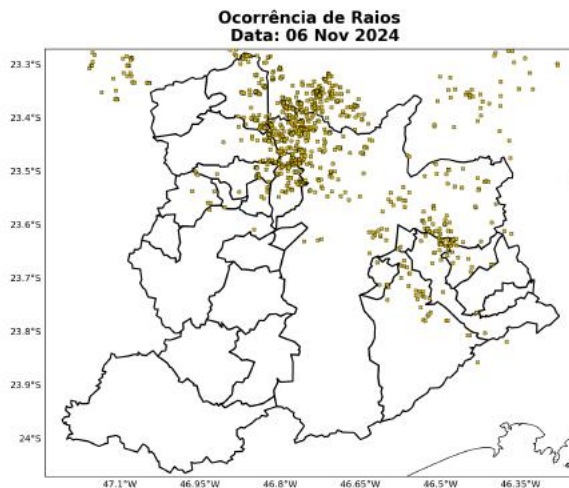 Ocorrência de Raios
Data: 06 Nov 2024
23.3°S
23.4°S
23.5°S
23.6°S
23.7°S
23.8°S
23.9°S
24°S
47.1°W
46.95°W
46.8°W
46.65°W
46.5°W
46.35°W